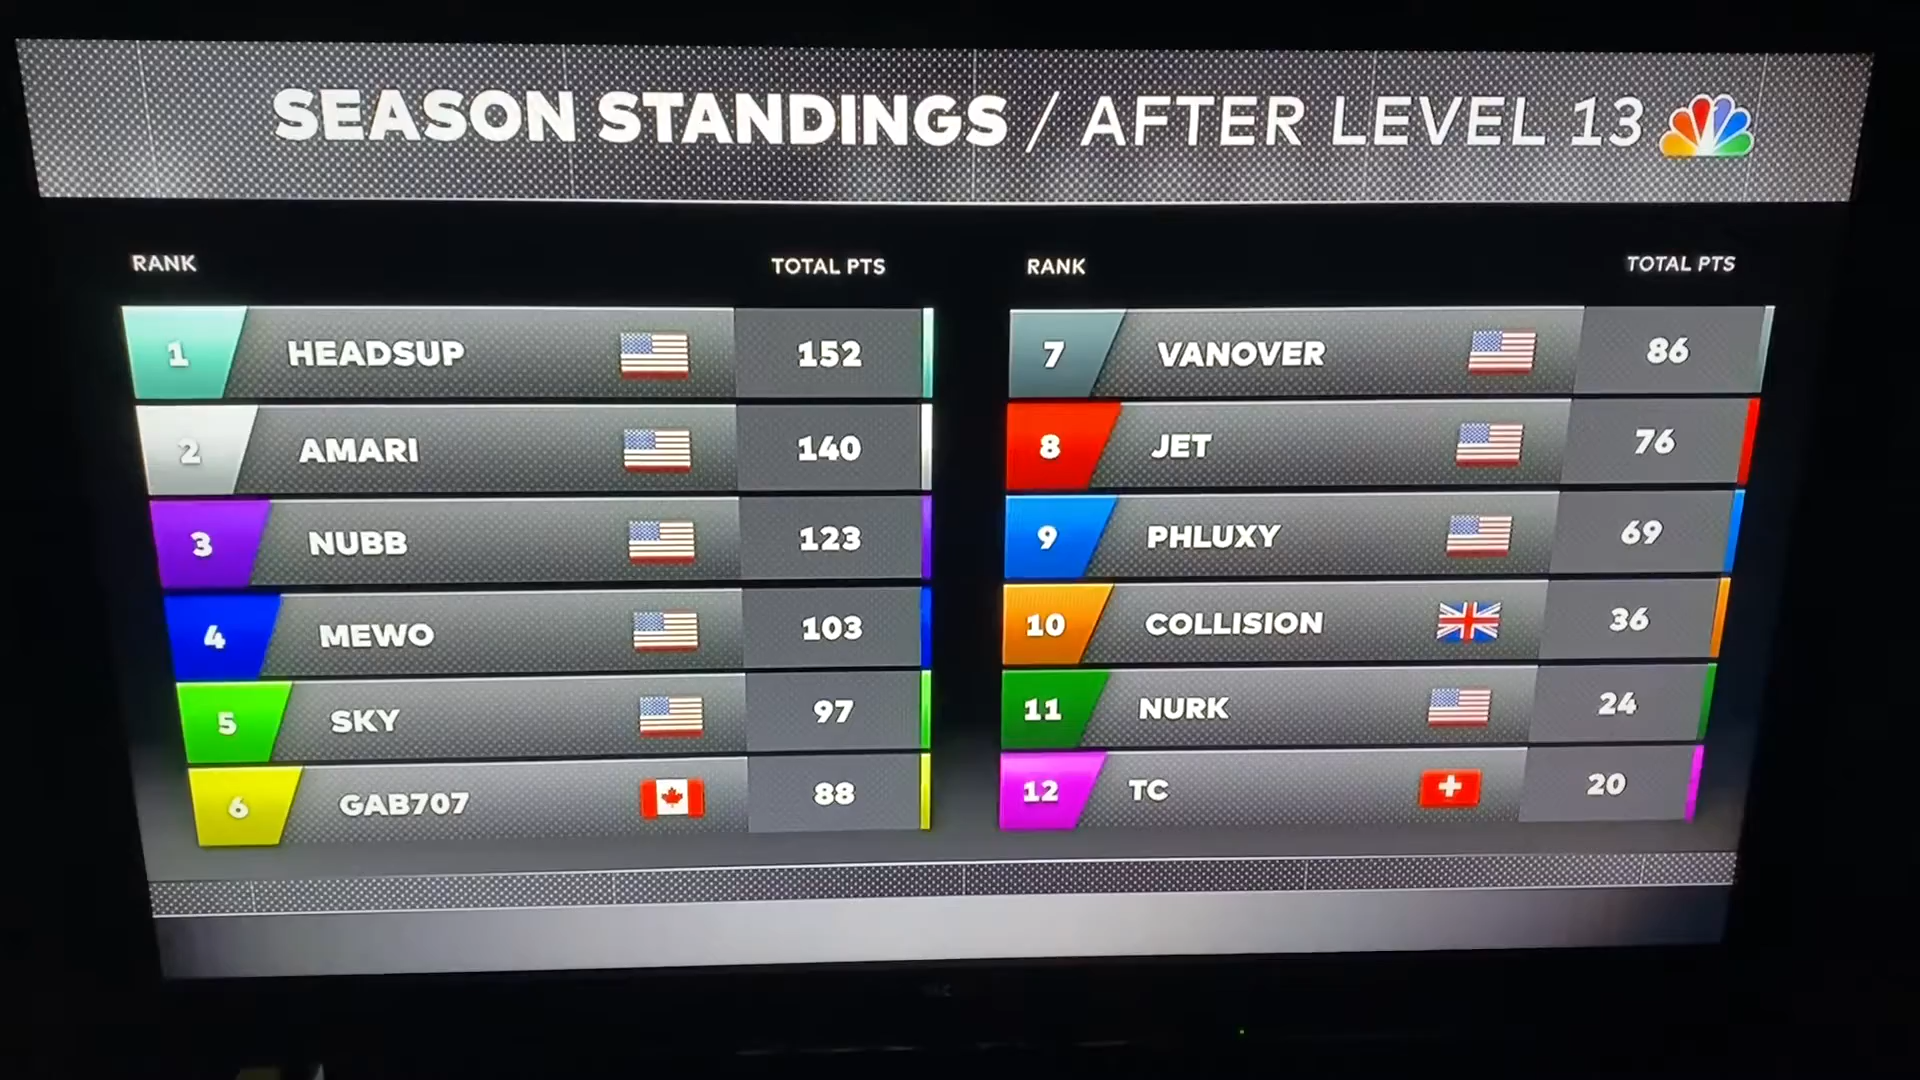 SEASON STANDINGS / AFTER LEVEL 13
RANK TOTAL PTS
1 HEADSUP 152
2 AMARI 140
3 NUBB 123
4 MEWO 103
5 SKY 97
6 GAB707 88
RANK TOTAL PTS
7 VANOVER 86
8 JET 76
9 PHLUXY 69
10 COLLISION 36
11 NURK 24
12 TC 20